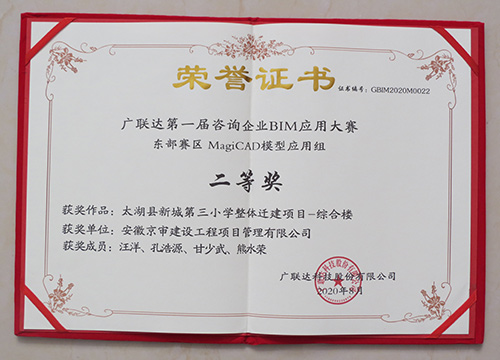 荣誉证书
证书编号：GBIM2020M0022
广联达第一届咨询企业BIM应用大赛
东部赛区 MagiCAD模型应用组
二等奖
获奖作品：太湖县新城第三小学整体迁建项目-综合楼
获奖单位：安徽京审建设工程项目管理有限公司
获奖成员：汪洋、孔浩源、甘少武、熊水荣
广联达科技股份有限公司
2020年8月